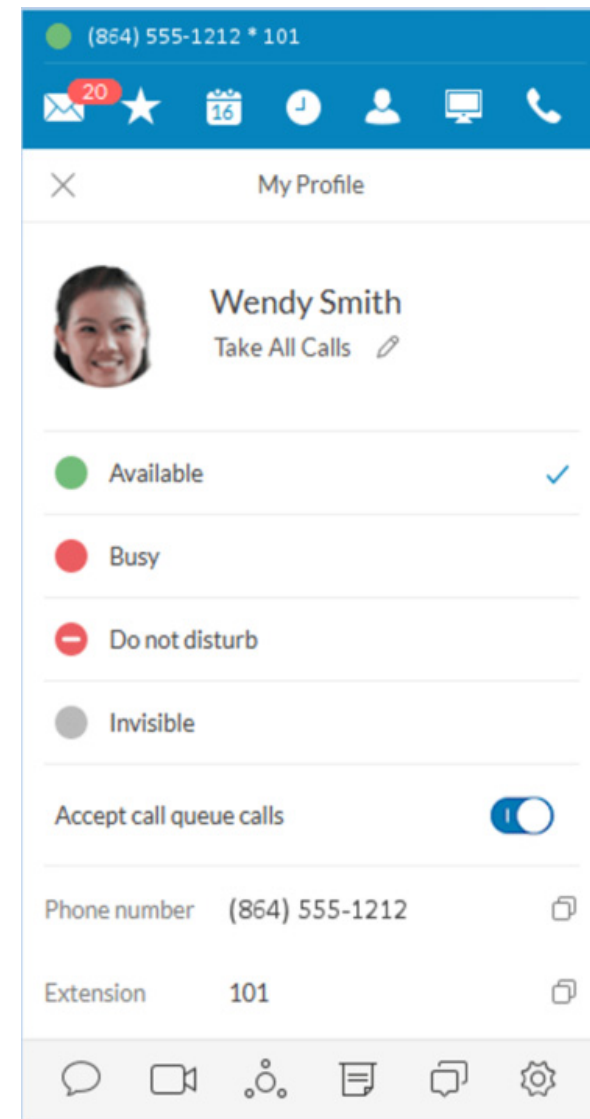 (864) 555-1212 * 101
20
16
My Profile
Wendy Smith
Take All Calls
Available
Busy
Do not disturb
Invisible
Accept call queue calls
Phone number (864) 555-1212
Extension 101